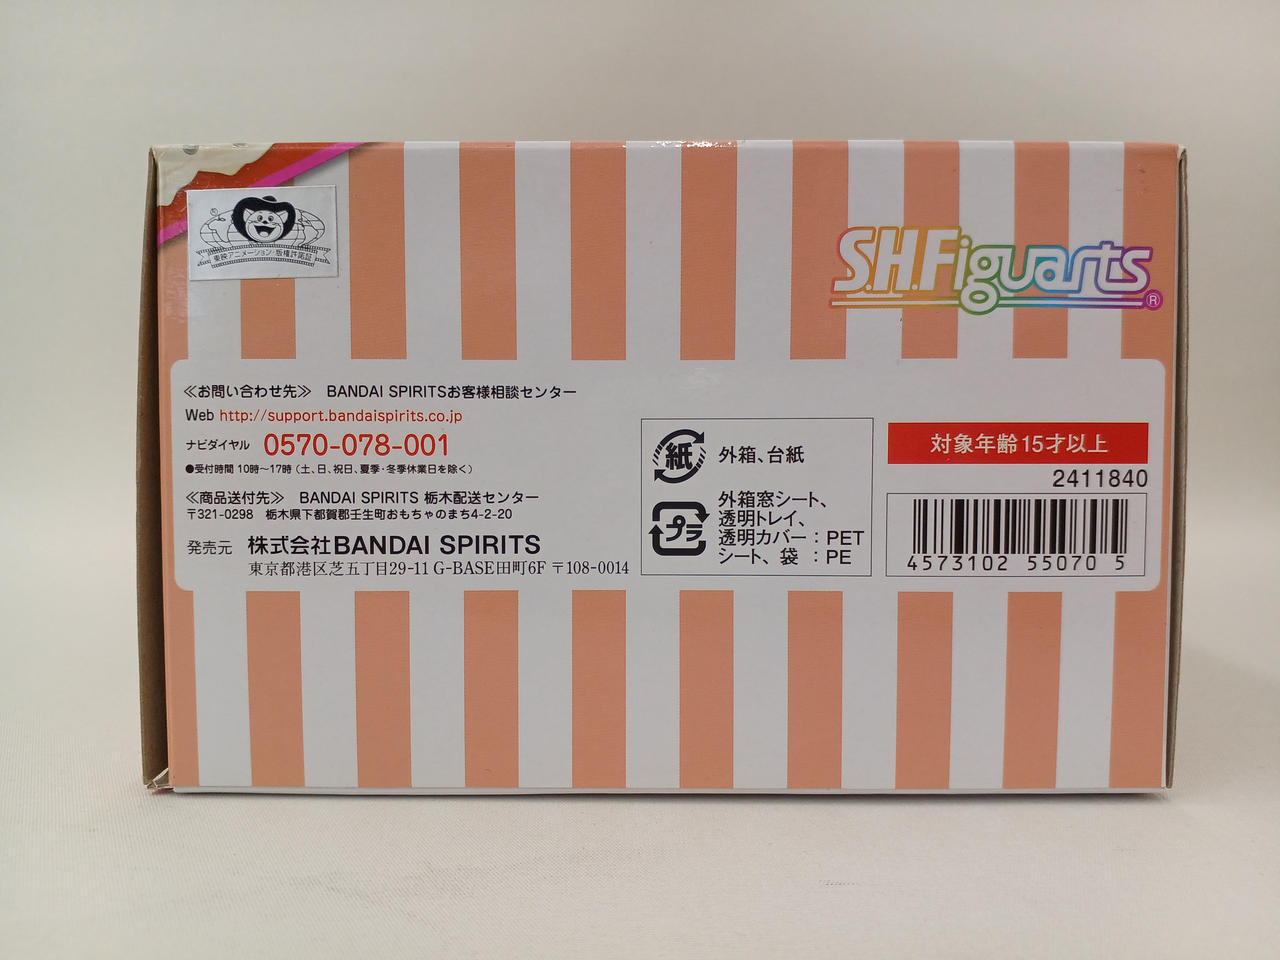 東映アニメーション・版権許諾証
S.H.Figuarts®
≪お問い合わせ先≫ BANDAI SPIRITSお客様相談センター
Web http://support.bandaispirits.co.jp
ナビダイヤル 0570-078-001
●受付時間 10時〜17時(土、日、祝日、夏季・冬季休業日を除く)
≪商品送付先≫ BANDAI SPIRITS 栃木配送センター
〒321-0298 栃木県下都賀郡壬生町おもちゃのまち4-2-20
発売元 株式会社BANDAI SPIRITS
東京都港区芝五丁目29-11 G-BASE田町6F 〒108-0014
紙 外箱、台紙
プラ
外箱窓シート、
透明トレイ、
透明カバー:PET
シート、袋 :PE
対象年齢15才以上
2411840
4573102 55070 5